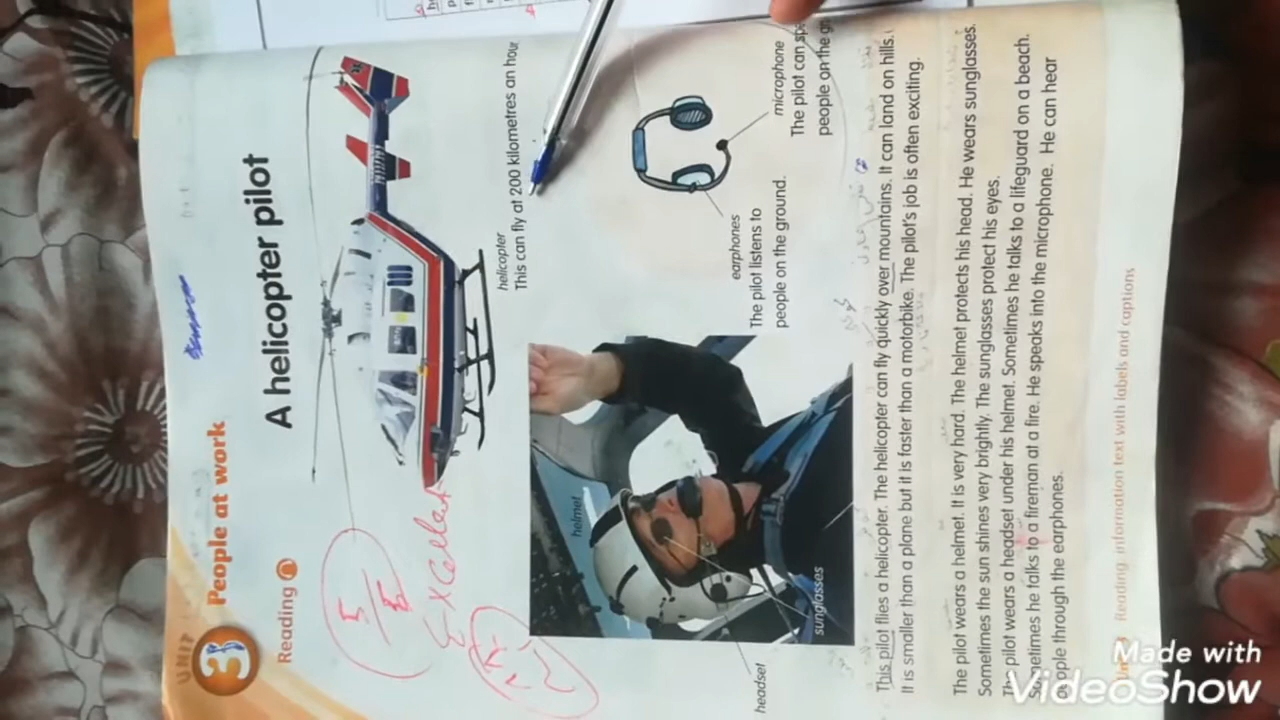 UNIT
3 People at work
Reading
A helicopter pilot
5/5
Excellent
helicopter
This can fly at 200 kilometres an hour
helmet
sunglasses
headset
earphones
The pilot listens to
people on the ground.
microphone
The pilot can
people on the
This pilot flies a helicopter. The helicopter can fly quickly over mountains. It can land on hills.
It is smaller than a plane but it is faster than a motorbike. The pilot's job is often exciting.
The pilot wears a helmet. It is very hard. The helmet protects his head. He wears sunglasses.
Sometimes the sun shines very brightly. The sunglasses protect his eyes.
The pilot wears a headset under his helmet. Sometimes he talks to a lifeguard on a beach.
Sometimes he talks to a fireman at a fire. He speaks into the microphone. He can hear
people through the earphones.
Reading: information text with labels and captions
Made with
VideoShow